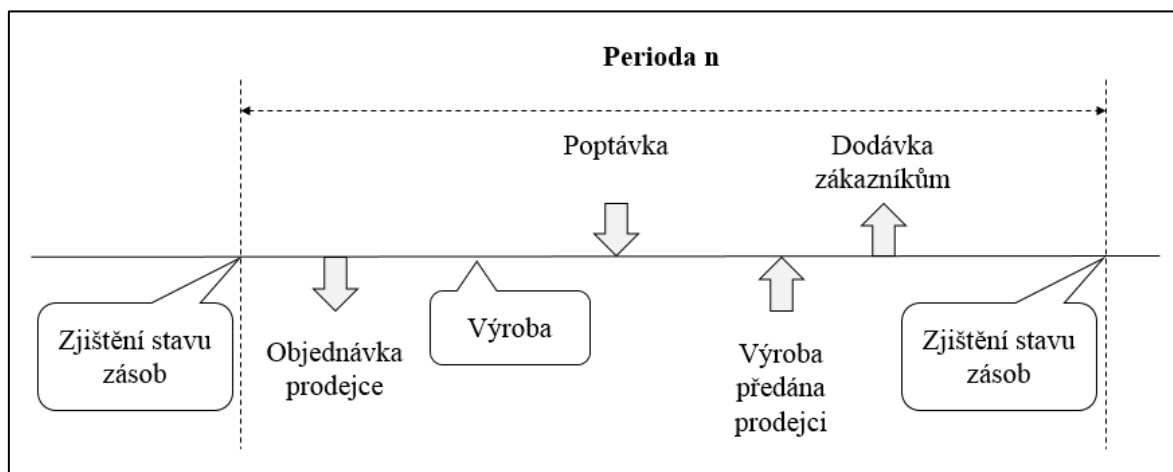 Perioda n
Poptávka
Dodávka
zákazníkům
Zjištění stavu
zásob
Objednávka
prodejce
Výroba
Výroba
předána
prodejci
Zjištění stavu
zásob